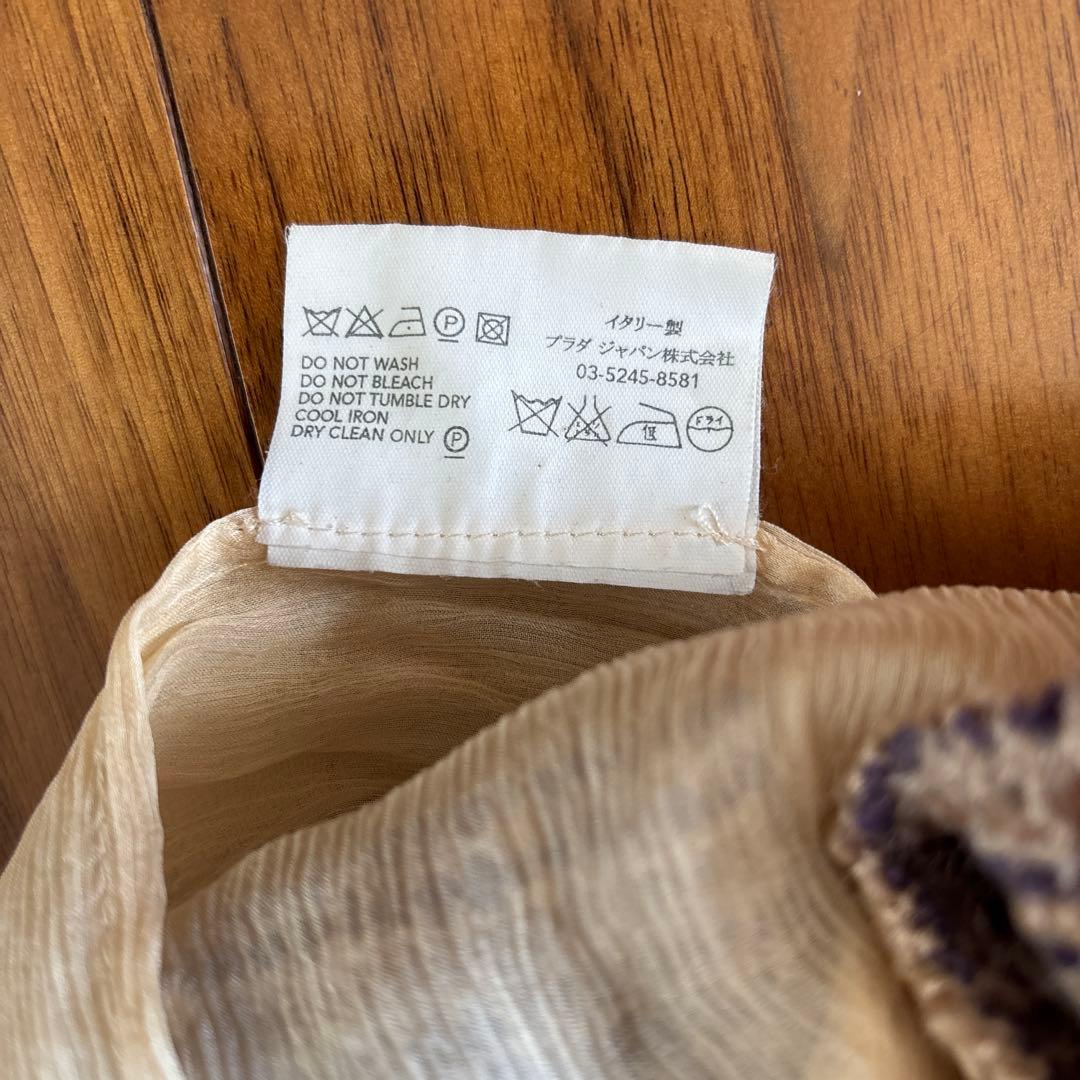 P
DO NOT WASH
DO NOT BLEACH
DO NOT TUMBLE DRY
COOL IRON
DRY CLEAN ONLY P
イタリー製
プラダ ジャパン株式会社
03-5245-8581
低 ドライ